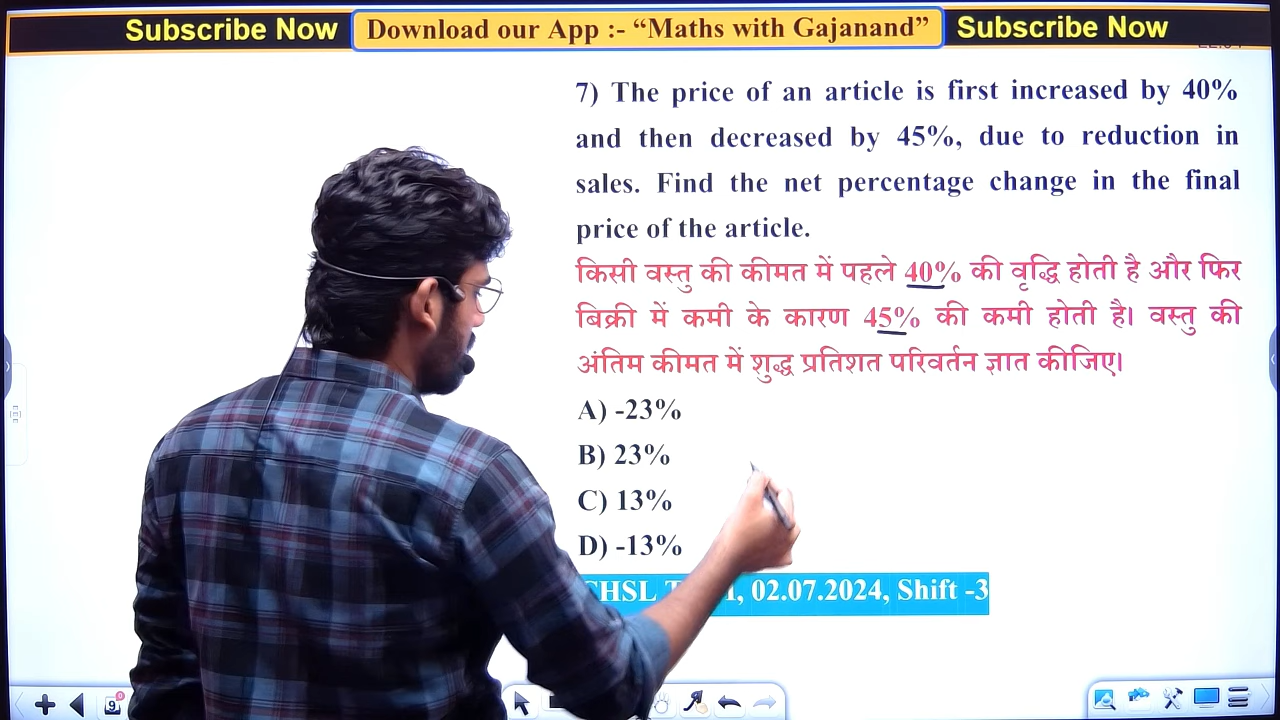 Subscribe Now Download our App :- “Maths with Gajanand” Subscribe Now
7) The price of an article is first increased by 40%
and then decreased by 45%, due to reduction in
sales. Find the net percentage change in the final
price of the article.
किसी वस्तु की कीमत में पहले 40% की वृद्धि होती है और फिर
बिक्री में कमी के कारण 45% की कमी होती है। वस्तु की
अंतिम कीमत में शुद्ध प्रतिशत परिवर्तन ज्ञात कीजिए।
A) -23%
B) 23%
C) 13%
D) -13%
CHSL , 02.07.2024, Shift -3
9